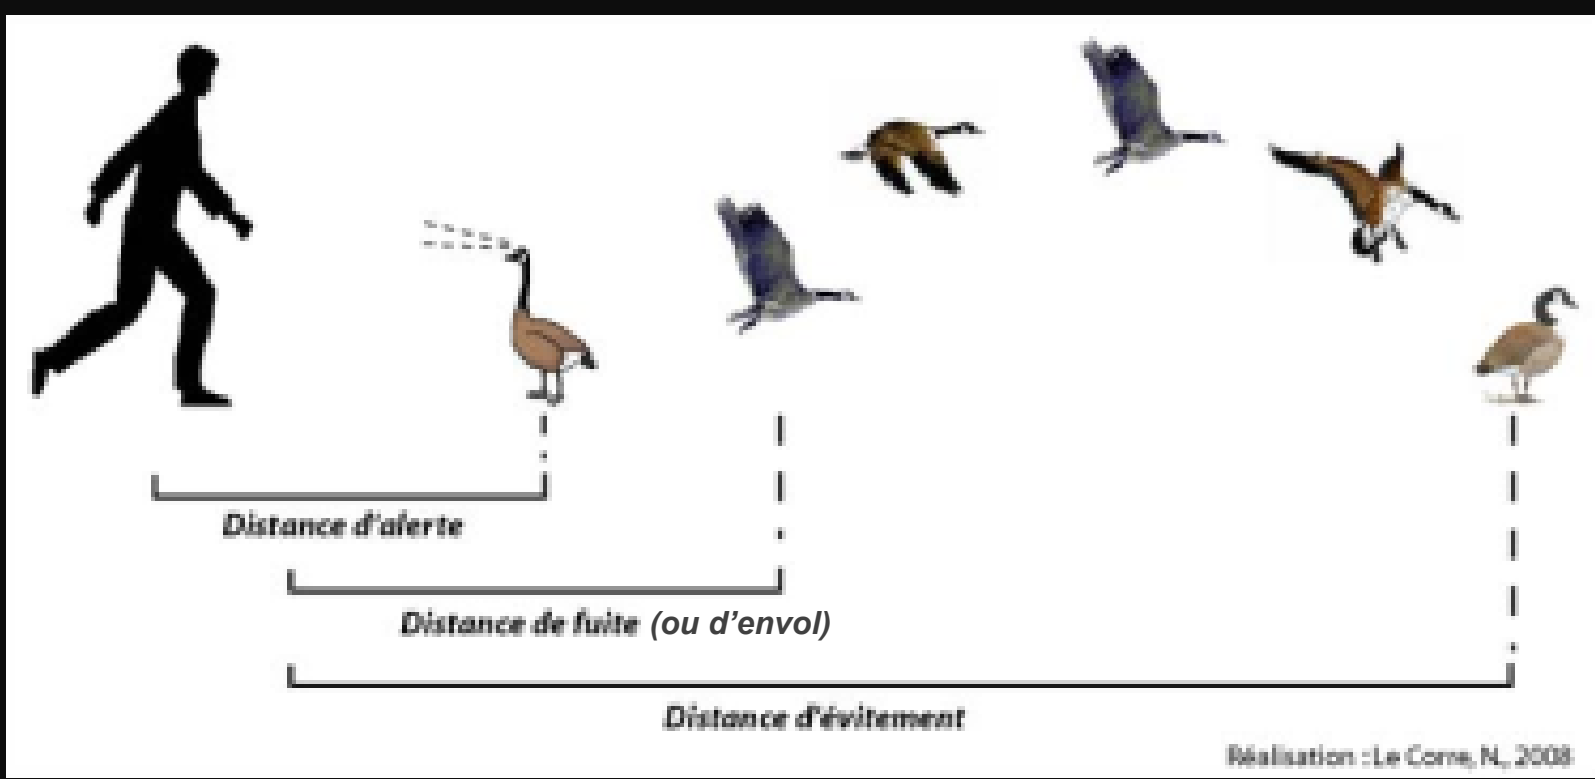 Distance d'alerte
Distance de fuite (ou d'envol)
Distance d'évitement
Réalisation : Le Corre, N., 2008